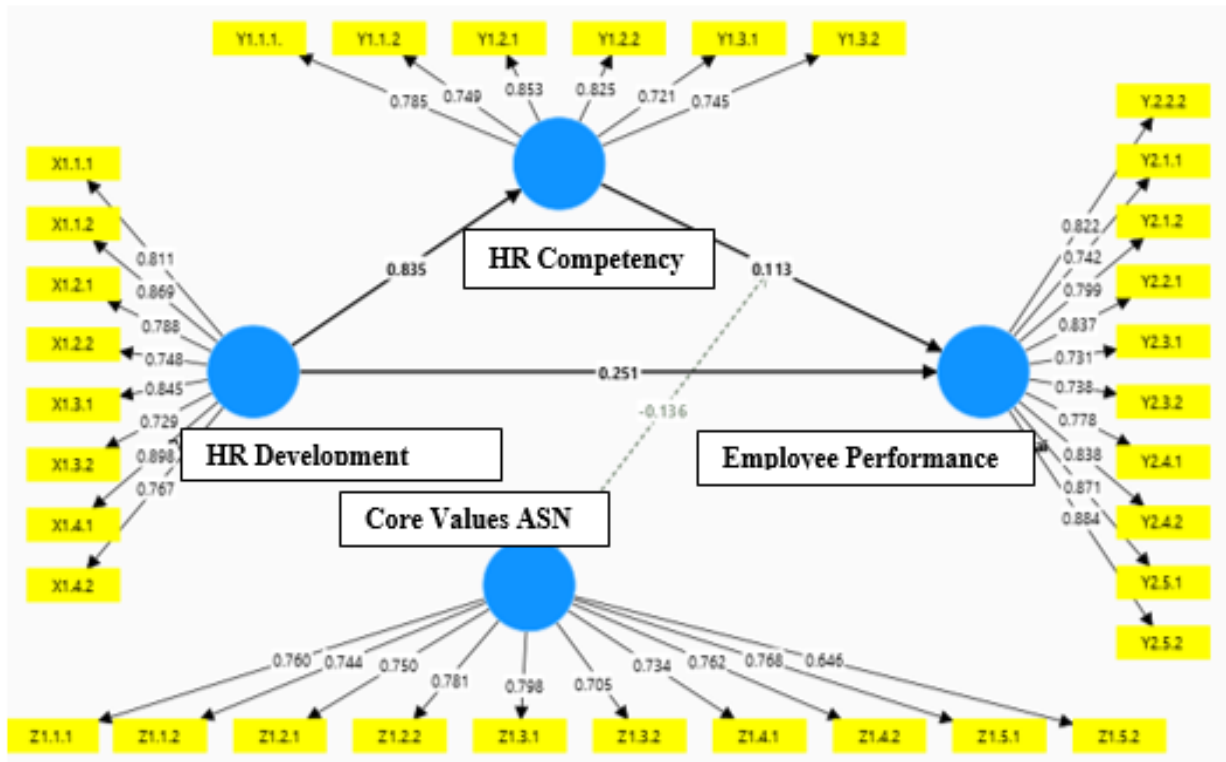 Y1.1.1.
Y1.1.2
Y1.2.1
Y1.2.2
Y1.3.1
Y1.3.2
0.785
0.749
0.853
0.825
0.721
0.745
HR Competency
X1.1.1
X1.1.2
X1.2.1
X1.2.2
X1.3.1
X1.3.2
X1.4.1
X1.4.2
0.811
0.869
0.788
0.748
0.845
0.729
0.898
0.767
HR Development
0.835
0.113
0.251
-0.136
Y.2.2.2
Y2.1.1
Y2.1.2
Y2.2.1
Y2.3.1
Y2.3.2
Y2.4.1
Y2.4.2
Y2.5.1
Y2.5.2
0.822
0.742
0.799
0.837
0.731
0.738
0.778
0.838
0.871
0.884
Employee Performance
Core Values ASN
0.760
0.744
0.750
0.781
0.798
0.705
0.734
0.762
0.768
0.646
Z1.1.1
Z1.1.2
Z1.2.1
Z1.2.2
Z1.3.1
Z1.3.2
Z1.4.1
Z1.4.2
Z1.5.1
Z1.5.2